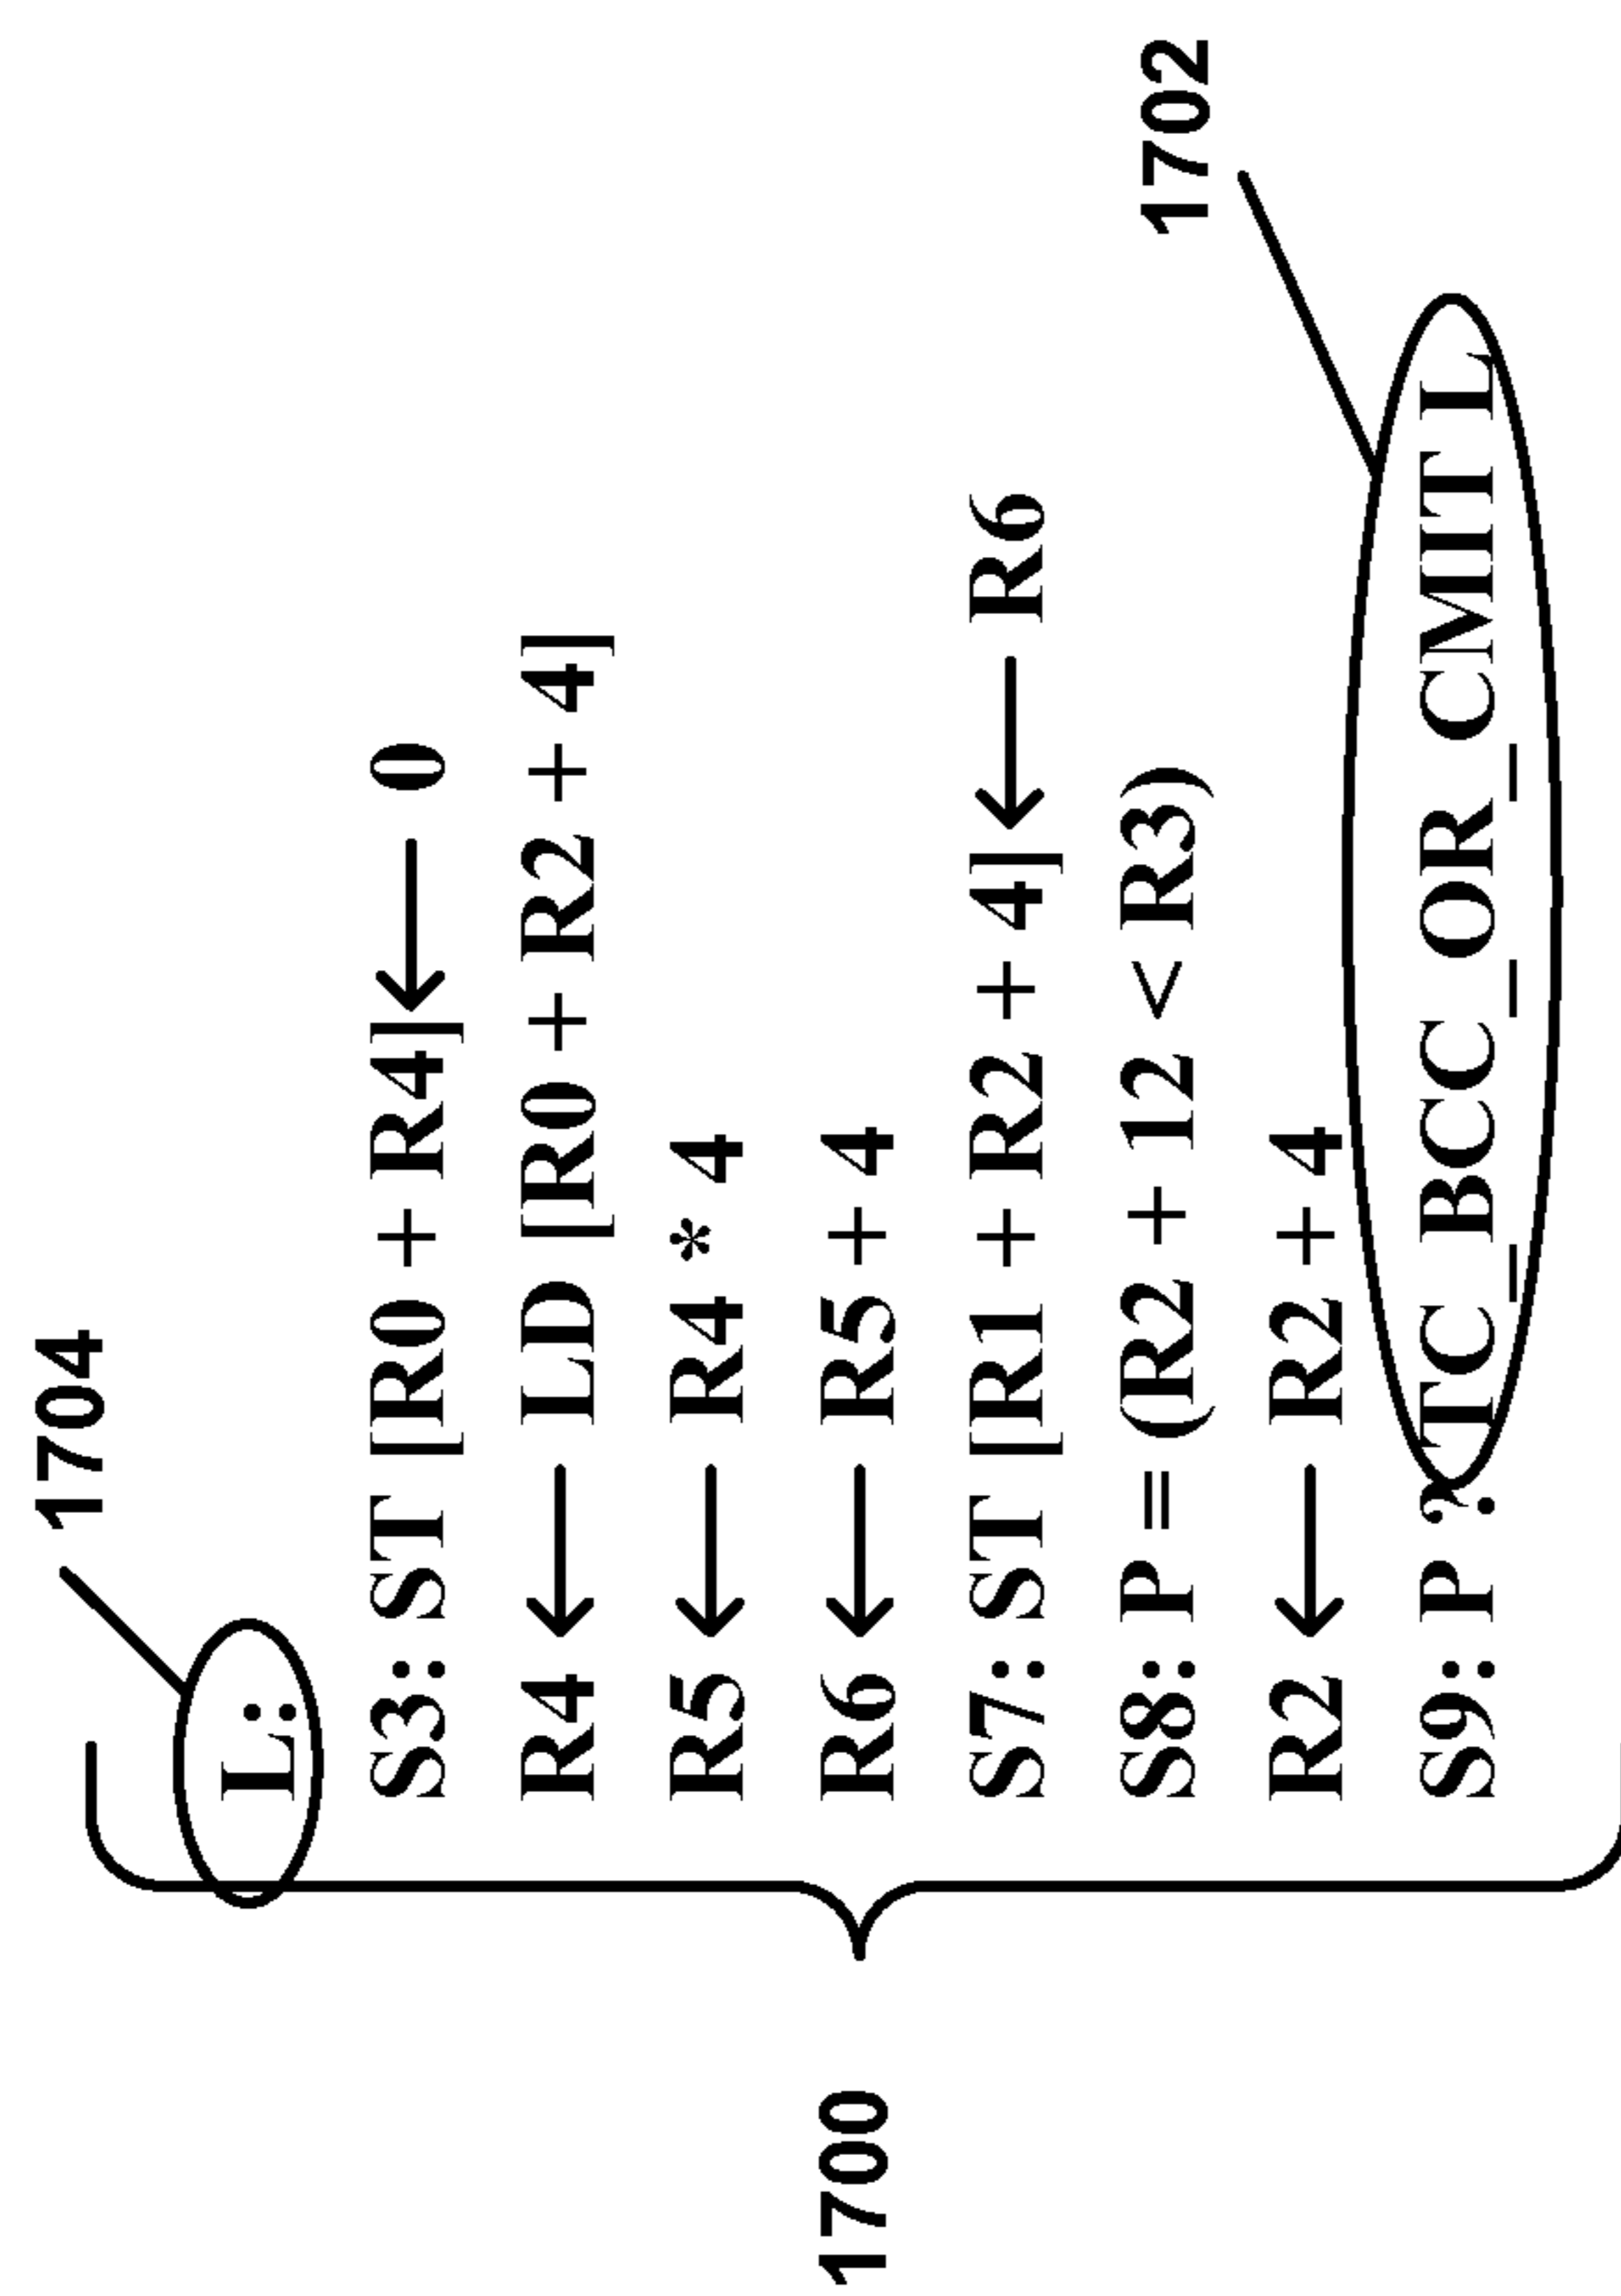 1704
L:
S3: ST [R0 + R4] ← 0
R4 ← LD [R0 + R2 + 4]
R5 ← R4 * 4
1700
R6 ← R5 + 4
S7: ST [R1 + R2 + 4] ← R6
S8: P = (R2 + 12 < R3)
1702
R2 ← R2 + 4
S9: P ? TC_BCC_OR_CMIT L